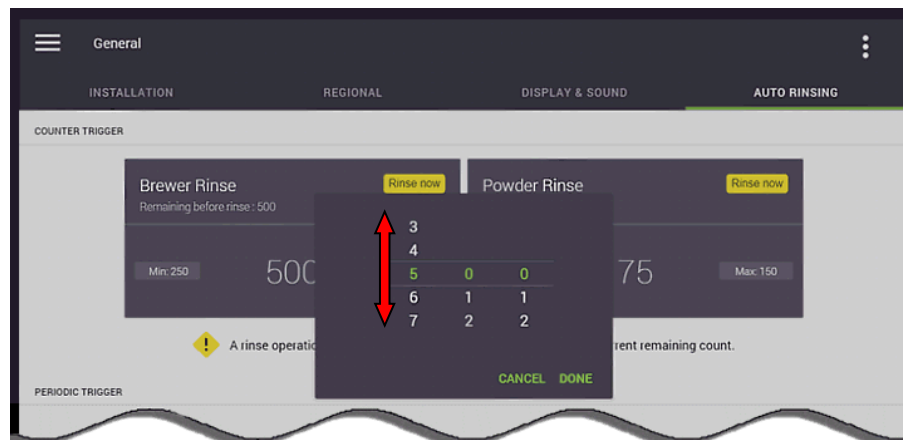 General
INSTALLATION REGIONAL DISPLAY & SOUND AUTO RINSING
COUNTER TRIGGER
Brewer Rinse Rinse now Powder Rinse Rinse now
Remaining before rinse : 500
3
4
Min: 250 500 5 0 0 75 Max: 150
6 1 1
7 2 2
A rinse remaining count.
CANCEL DONE
PERIODIC TRIGGER